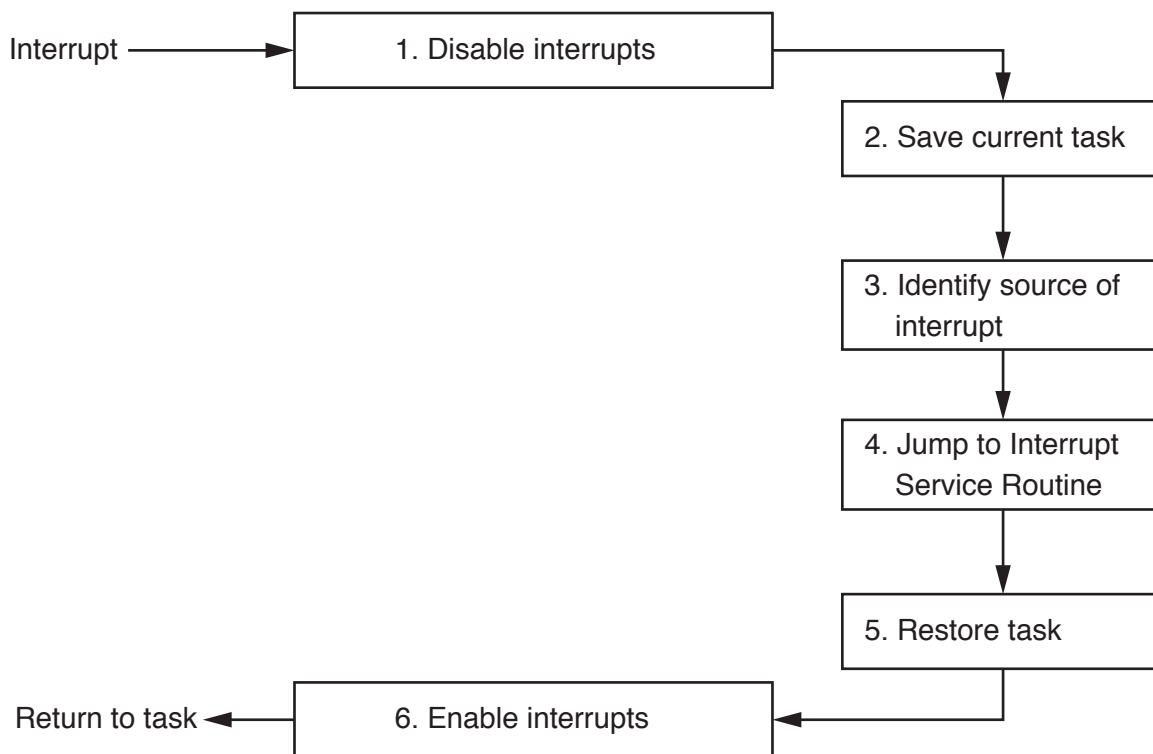 Interrupt
1. Disable interrupts
2. Save current task
3. Identify source of
interrupt
4. Jump to Interrupt
Service Routine
5. Restore task
6. Enable interrupts
Return to task